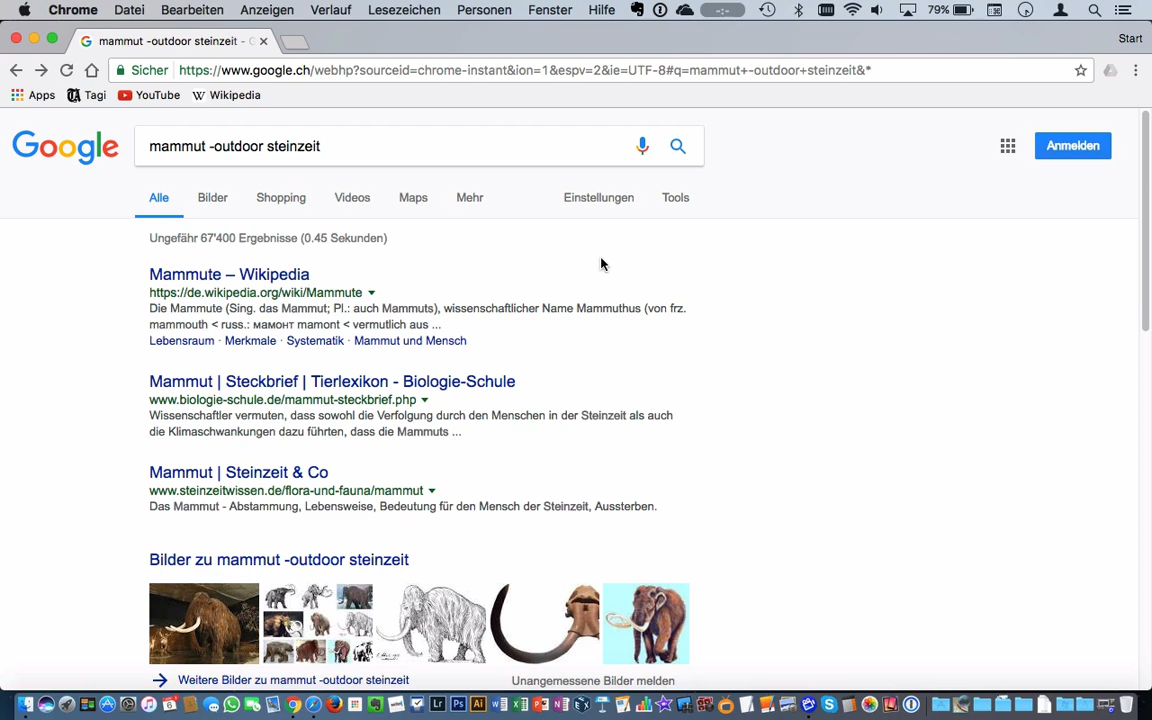 Chrome Datei Bearbeiten Anzeigen Verlauf Lesezeichen Personen Fenster Hilfe 79%
mammut -outdoor steinzeit - G
Start
Sicher https://www.google.ch/webhp?sourceid=chrome-instant&ion=1&espv=2&ie=UTF-8#q=mammut+-outdoor+steinzeit&*
Apps Tagi YouTube W Wikipedia
Google mammut -outdoor steinzeit Anmelden
Alle Bilder Shopping Videos Maps Mehr Einstellungen Tools
Ungefähr 67'400 Ergebnisse (0.45 Sekunden)
Mammute – Wikipedia
https://de.wikipedia.org/wiki/Mammute
Die Mammute (Sing. das Mammut; Pl.: auch Mammuts), wissenschaftlicher Name Mammuthus (von frz.
mammouth < russ.: мамонт mamont < vermutlich aus ...
Lebensraum · Merkmale · Systematik · Mammut und Mensch
Mammut | Steckbrief | Tierlexikon - Biologie-Schule
www.biologie-schule.de/mammut-steckbrief.php
Wissenschaftler vermuten, dass sowohl die Verfolgung durch den Menschen in der Steinzeit als auch
die Klimaschwankungen dazu führten, dass die Mammuts ...
Mammut | Steinzeit & Co
www.steinzeitwissen.de/flora-und-fauna/mammut
Das Mammut - Abstammung, Lebensweise, Bedeutung für den Mensch der Steinzeit, Aussterben.
Bilder zu mammut -outdoor steinzeit
Weitere Bilder zu mammut -outdoor steinzeit Unangemessene Bilder melden
Lr Ps Ai